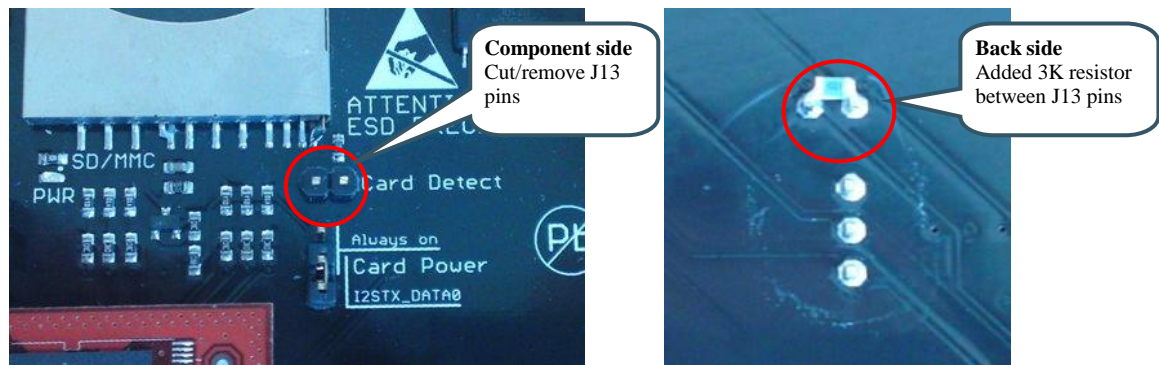 Component side
Cut/remove J13
pins
ATTENTI
ESD
SD/MMC
PWR
Card Detect
Always on
Card Power
I2STX_DATA0
Back side
Added 3K resistor
between J13 pins